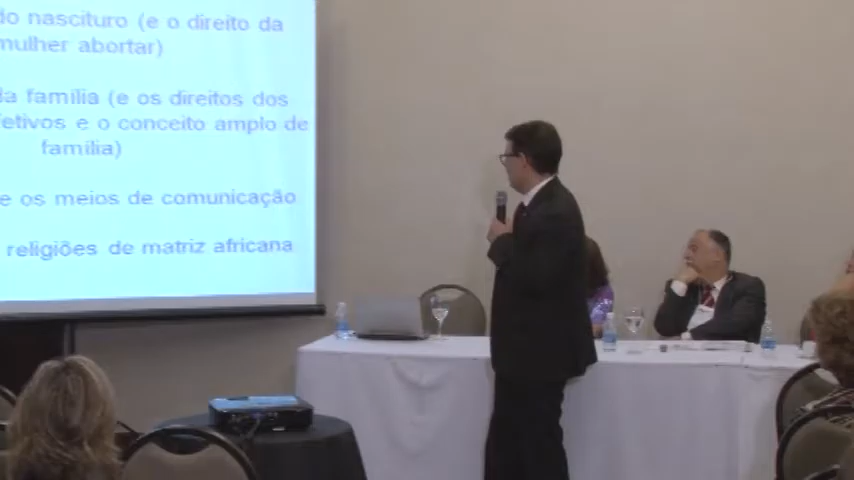 do nascituro (e o direito da
mulher abortar)
da família (e os direitos dos
fetivos e o conceito amplo de
família)
e os meios de comunicação
religiões de matriz africana